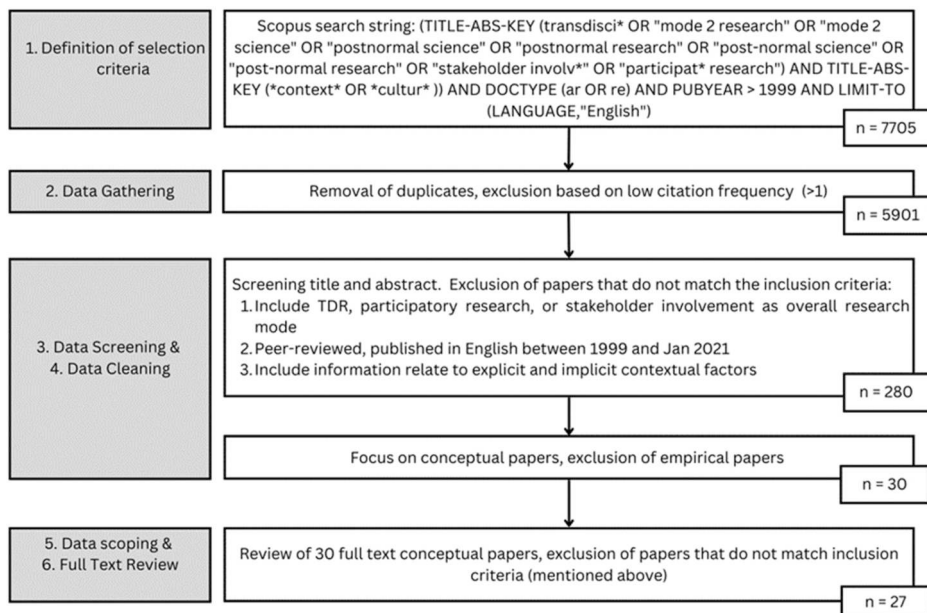 1. Definition of selection
criteria
Scopus search string: (TITLE-ABS-KEY (transdisci* OR "mode 2 research" OR "mode 2
science" OR "postnormal science" OR "postnormal research" OR "post-normal science" OR
"post-normal research" OR "stakeholder involv*" OR "participat* research") AND TITLE-ABS-
KEY (*context* OR *cultur* )) AND DOCTYPE (ar OR re) AND PUBYEAR > 1999 AND LIMIT-TO
(LANGUAGE,"English")
n = 7705
2. Data Gathering
Removal of duplicates, exclusion based on low citation frequency (>1)
n = 5901
3. Data Screening &
4. Data Cleaning
Screening title and abstract. Exclusion of papers that do not match the inclusion criteria:
1. Include TDR, participatory research, or stakeholder involvement as overall research
mode
2. Peer-reviewed, published in English between 1999 and Jan 2021
3. Include information relate to explicit and implicit contextual factors
n = 280
Focus on conceptual papers, exclusion of empirical papers
n = 30
5. Data scoping &
6. Full Text Review
Review of 30 full text conceptual papers, exclusion of papers that do not match inclusion
criteria (mentioned above)
n = 27